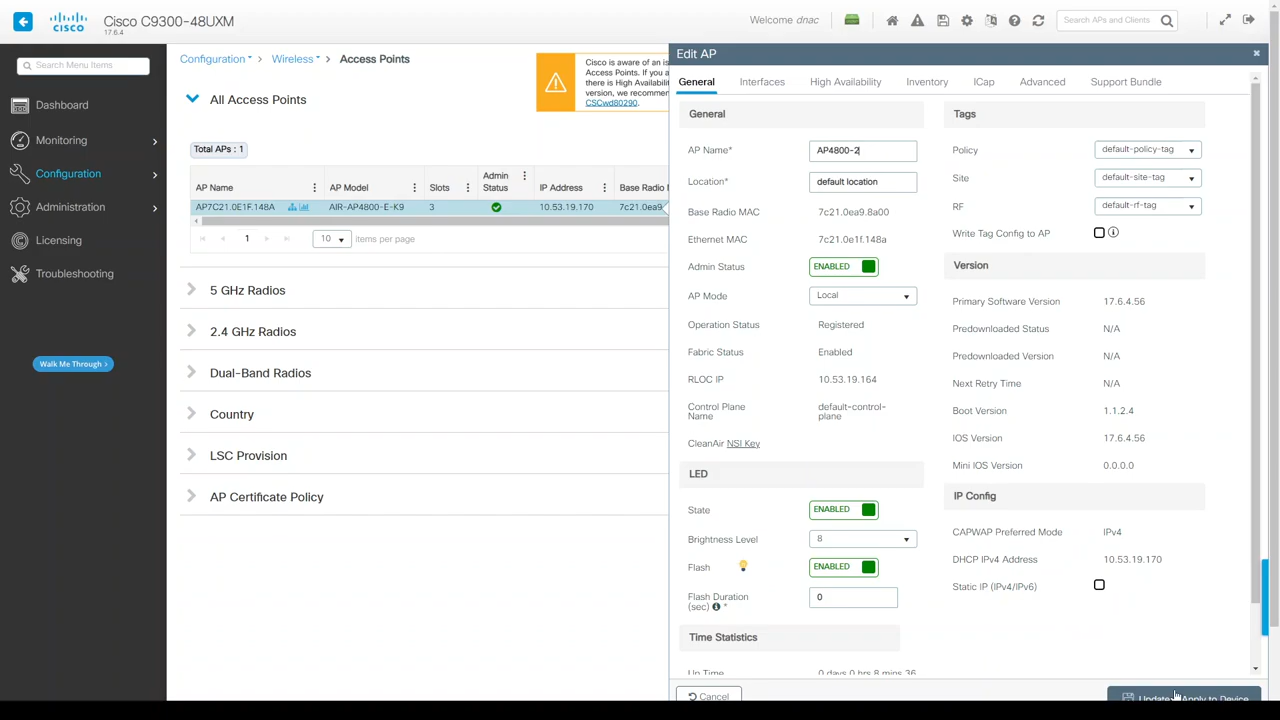 CISCO
Cisco C9300-48UXM
17.6.4
Welcome dnac
Search APs and Clients
Search Menu Items
Dashboard
Monitoring
Configuration
Administration
Licensing
Troubleshooting
Walk Me Through >
Configuration > Wireless > Access Points
Cisco is aware of an is
Access Points. If you a
there is High Availabili
version, we recommen
CSCwd80290.
All Access Points
Total APs : 1
AP Name AP Model Slots Admin Status IP Address Base Radio
AP7C21.0E1F.148A AIR-AP4800-E-K9 3 10.53.19.170 7c21.0ea9
1 10 items per page
5 GHz Radios
2.4 GHz Radios
Dual-Band Radios
Country
LSC Provision
AP Certificate Policy
Edit AP
General Interfaces High Availability Inventory ICap Advanced Support Bundle
General
AP Name* AP4800-2
Location* default location
Base Radio MAC 7c21.0ea9.8a00
Ethernet MAC 7c21.0e1f.148a
Admin Status ENABLED
AP Mode Local
Operation Status Registered
Fabric Status Enabled
RLOC IP 10.53.19.164
Control Plane Name default-control-plane
CleanAir NSI Key
LED
State ENABLED
Brightness Level 8
Flash ENABLED
Flash Duration (sec) * 0
Time Statistics
Up Time 0 days 0 hrs 8 mins 36
Tags
Policy default-policy-tag
Site default-site-tag
RF default-rf-tag
Write Tag Config to AP
Version
Primary Software Version 17.6.4.56
Predownloaded Status N/A
Predownloaded Version N/A
Next Retry Time N/A
Boot Version 1.1.2.4
IOS Version 17.6.4.56
Mini IOS Version 0.0.0.0
IP Config
CAPWAP Preferred Mode IPv4
DHCP IPv4 Address 10.53.19.170
Static IP (IPv4/IPv6)
Cancel
Update Apply to Device